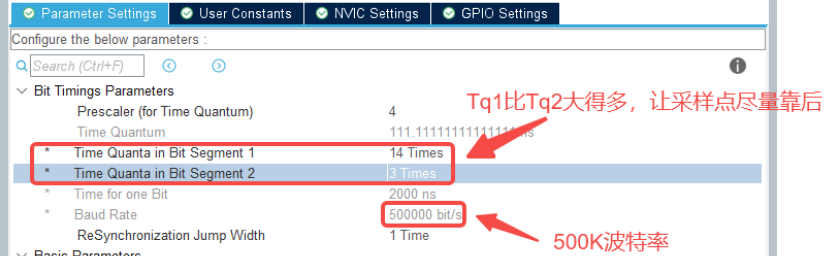 Parameter Settings User Constants NVIC Settings GPIO Settings
Configure the below parameters :
Search (Ctrl+F)
Bit Timings Parameters
Tq1比Tq2大得多，让采样点尽量靠后
Prescaler (for Time Quantum) 4
Time Quantum 111.1111111111111 ns
* Time Quanta in Bit Segment 1 14 Times
* Time Quanta in Bit Segment 2 3 Times
* Time for one Bit 2000 ns
* Baud Rate 500000 bit/s
ReSynchronization Jump Width 1 Time
500K波特率
Basic Parameters